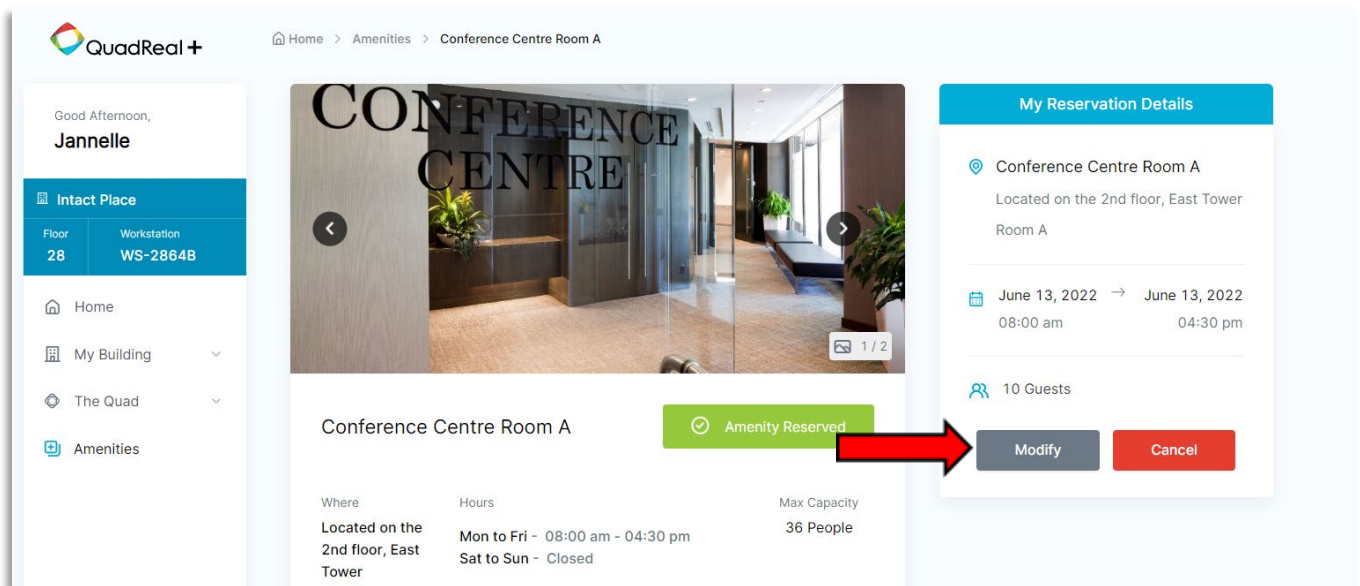 QuadReal +
Home > Amenities > Conference Centre Room A
Good Afternoon,
Jannelle
Intact Place
Floor Workstation
28 WS-2864B
Home
My Building
The Quad
Amenities
CONFERENCE
CENTRE
1 / 2
Conference Centre Room A
Amenity Reserved
Where
Located on the
2nd floor, East
Tower
Hours
Mon to Fri - 08:00 am - 04:30 pm
Sat to Sun - Closed
Max Capacity
36 People
My Reservation Details
Conference Centre Room A
Located on the 2nd floor, East Tower
Room A
June 13, 2022 → June 13, 2022
08:00 am 04:30 pm
10 Guests
Modify Cancel